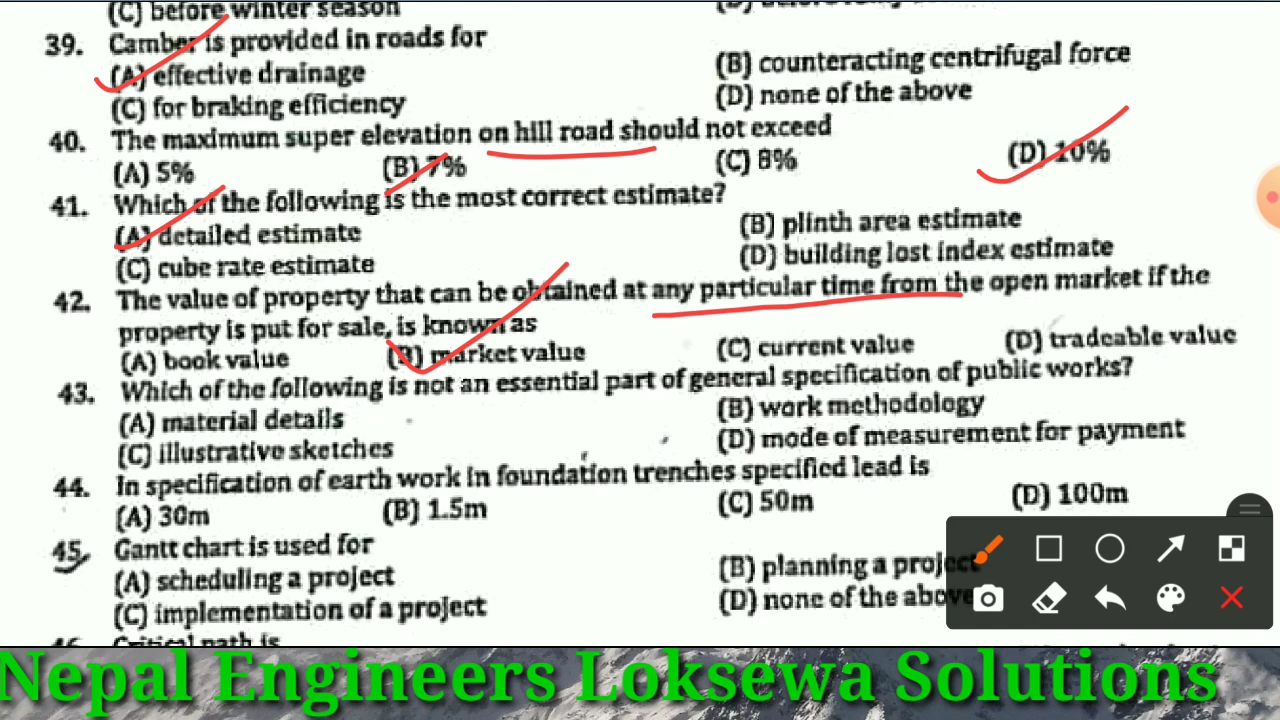 (C) before winter season
39. Camber is provided in roads for
(A) effective drainage (B) counteracting centrifugal force
(C) for braking efficiency (D) none of the above
40. The maximum super elevation on hill road should not exceed
(A) 5% (B) 7% (C) 8% (D) 10%
41. Which of the following is the most correct estimate?
(A) detailed estimate (B) plinth area estimate
(C) cube rate estimate (D) building lost index estimate
42. The value of property that can be obtained at any particular time from the open market if the
property is put for sale, is known as
(A) book value (B) market value (C) current value (D) tradeable value
43. Which of the following is not an essential part of general specification of public works?
(A) material details (B) work methodology
(C) illustrative sketches (D) mode of measurement for payment
44. In specification of earth work in foundation trenches specified lead is
(A) 30m (B) 1.5m (C) 50m (D) 100m
45. Gantt chart is used for
(A) scheduling a project (B) planning a project
(C) implementation of a project (D) none of the above
46. Critical path is
Nepal Engineers Loksewa Solutions